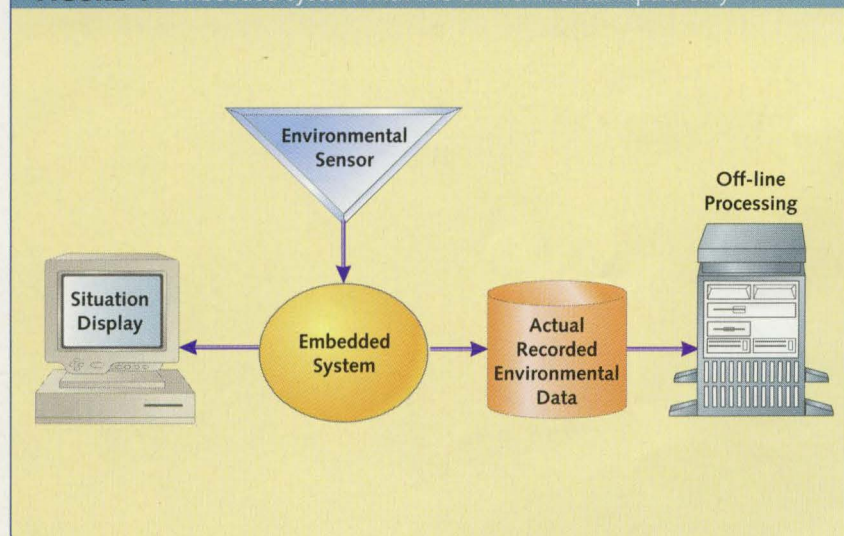 Environmental
Sensor
Off-line
Processing
Situation
Display
Embedded
System
Actual
Recorded
Environmental
Data